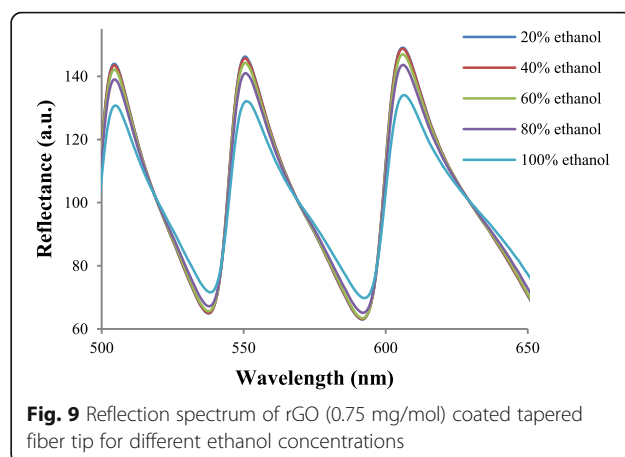 20% ethanol
40% ethanol
60% ethanol
80% ethanol
100% ethanol
Reflectance (a.u.)
140
120
100
80
60
500
550
600
650
Wavelength (nm)
Fig. 9 Reflection spectrum of rGO (0.75 mg/mol) coated tapered
fiber tip for different ethanol concentrations